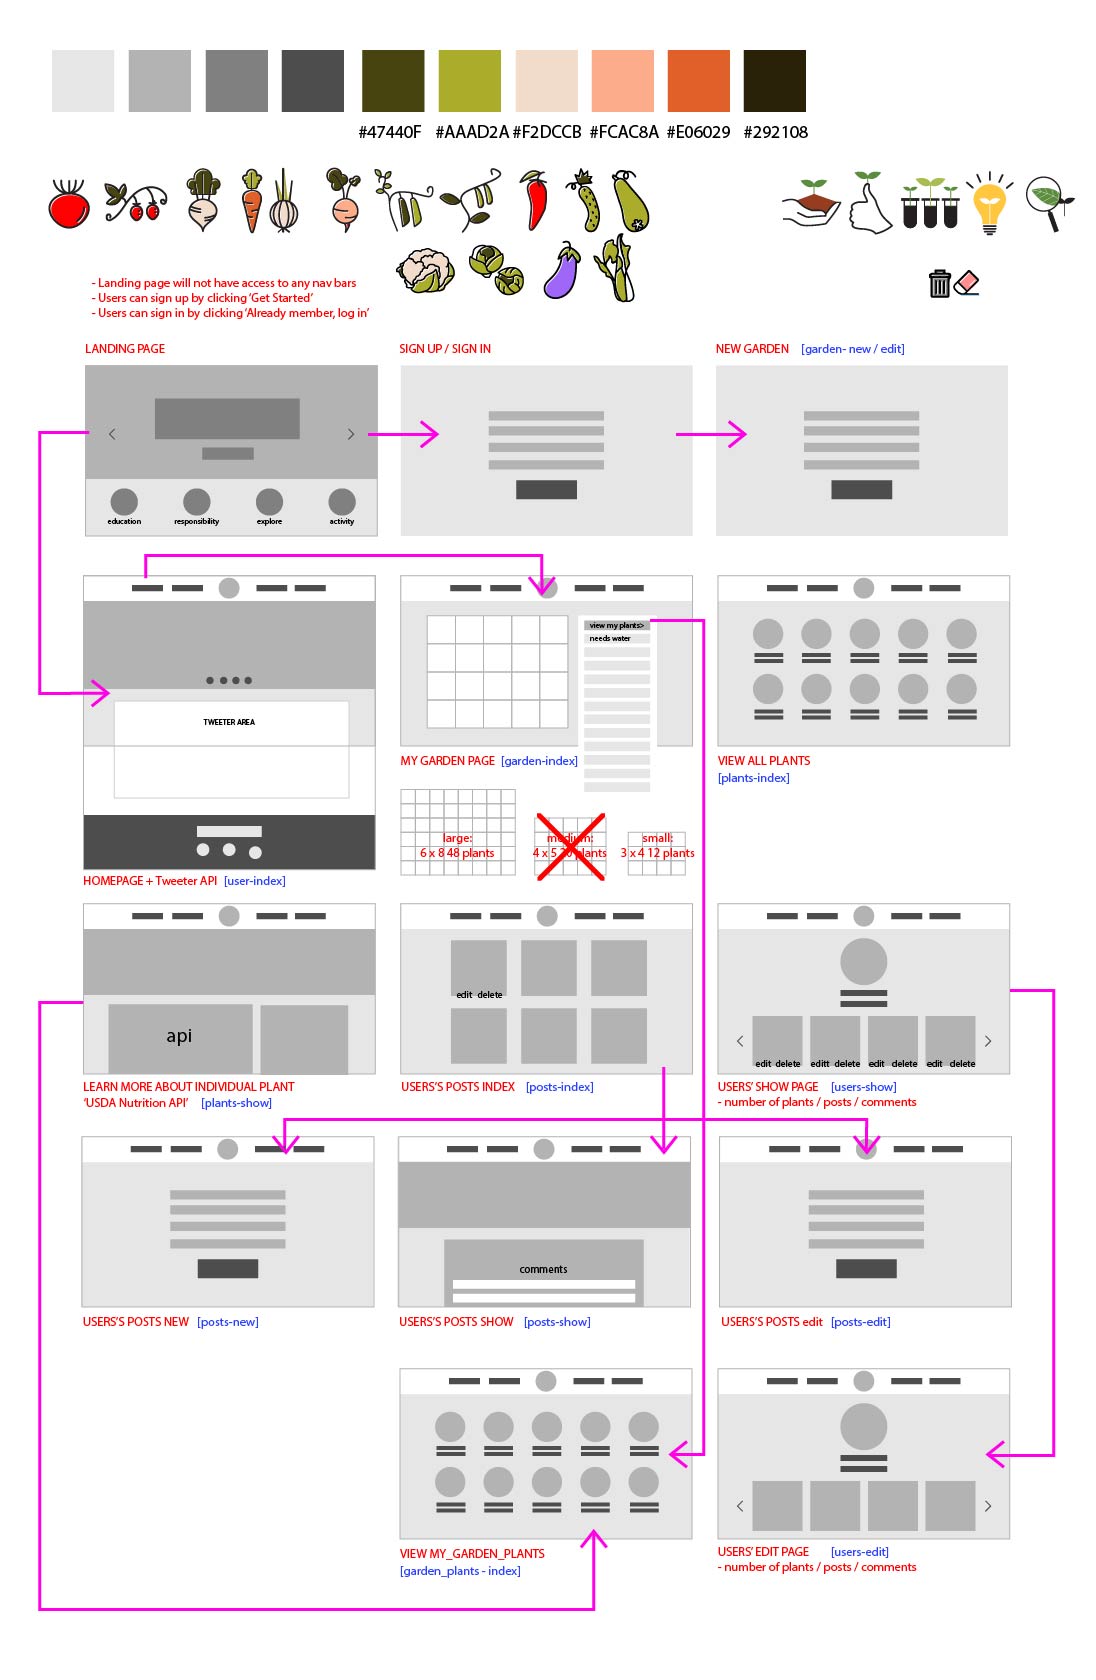 #47440F #AAAD2A #F2DCCB #FCAC8A #E06029 #292108
- Landing page will not have access to any nav bars
- Users can sign up by clicking 'Get Started'
- Users can sign in by clicking 'Already member, log in'
LANDING PAGE
SIGN UP / SIGN IN
NEW GARDEN [garden- new / edit]
education responsibility explore activity
view my plants>
needs water
TWEETER AREA
MY GARDEN PAGE [garden-index]
VIEW ALL PLANTS
[plants-index]
large:
6 x 8 48 plants
medium:
4 x 5 20 plants
small:
3 x 4 12 plants
HOMEPAGE + Tweeter API [user-index]
edit delete
api
edit delete editt delete edit delete edit delete
LEARN MORE ABOUT INDIVIDUAL PLANT
'USDA Nutrition API' [plants-show]
USERS'S POSTS INDEX [posts-index]
USERS' SHOW PAGE [users-show]
- number of plants / posts / comments
comments
USERS'S POSTS NEW [posts-new]
USERS'S POSTS SHOW [posts-show]
USERS'S POSTS edit [posts-edit]
VIEW MY_GARDEN_PLANTS
[garden_plants - index]
USERS' EDIT PAGE [users-edit]
- number of plants / posts / comments